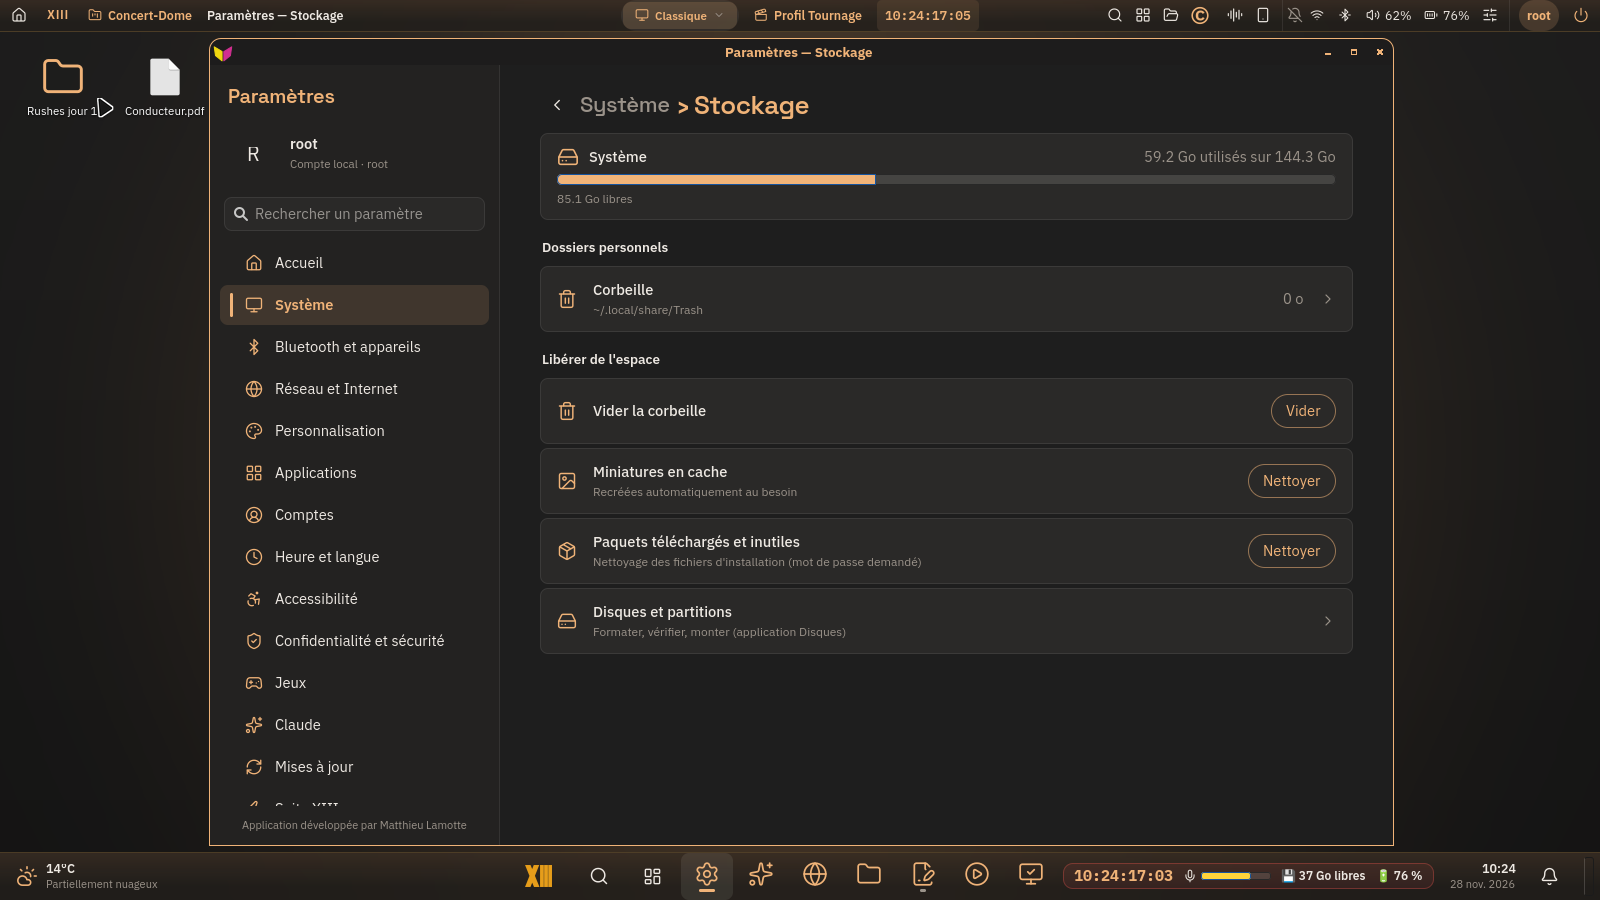 XIII
Concert-Dome
Paramètres — Stockage
Classique
Profil Tournage
10:24:17:05
62%
76%
root
Rushes jour 1
Conducteur.pdf
Paramètres — Stockage
Paramètres
R
root
Compte local · root
Rechercher un paramètre
Accueil
Système
Bluetooth et appareils
Réseau et Internet
Personnalisation
Applications
Comptes
Heure et langue
Accessibilité
Confidentialité et sécurité
Jeux
Claude
Mises à jour
Suite XIII
Application développée par Matthieu Lamotte
Système > Stockage
Système
59.2 Go utilisés sur 144.3 Go
85.1 Go libres
Dossiers personnels
Corbeille
~/.local/share/Trash
0 o
Libérer de l'espace
Vider la corbeille
Vider
Miniatures en cache
Recréées automatiquement au besoin
Nettoyer
Paquets téléchargés et inutiles
Nettoyage des fichiers d'installation (mot de passe demandé)
Nettoyer
Disques et partitions
Formater, vérifier, monter (application Disques)
14°C
Partiellement nuageux
XIII
10:24:17:03
37 Go libres
76 %
10:24
28 nov. 2026